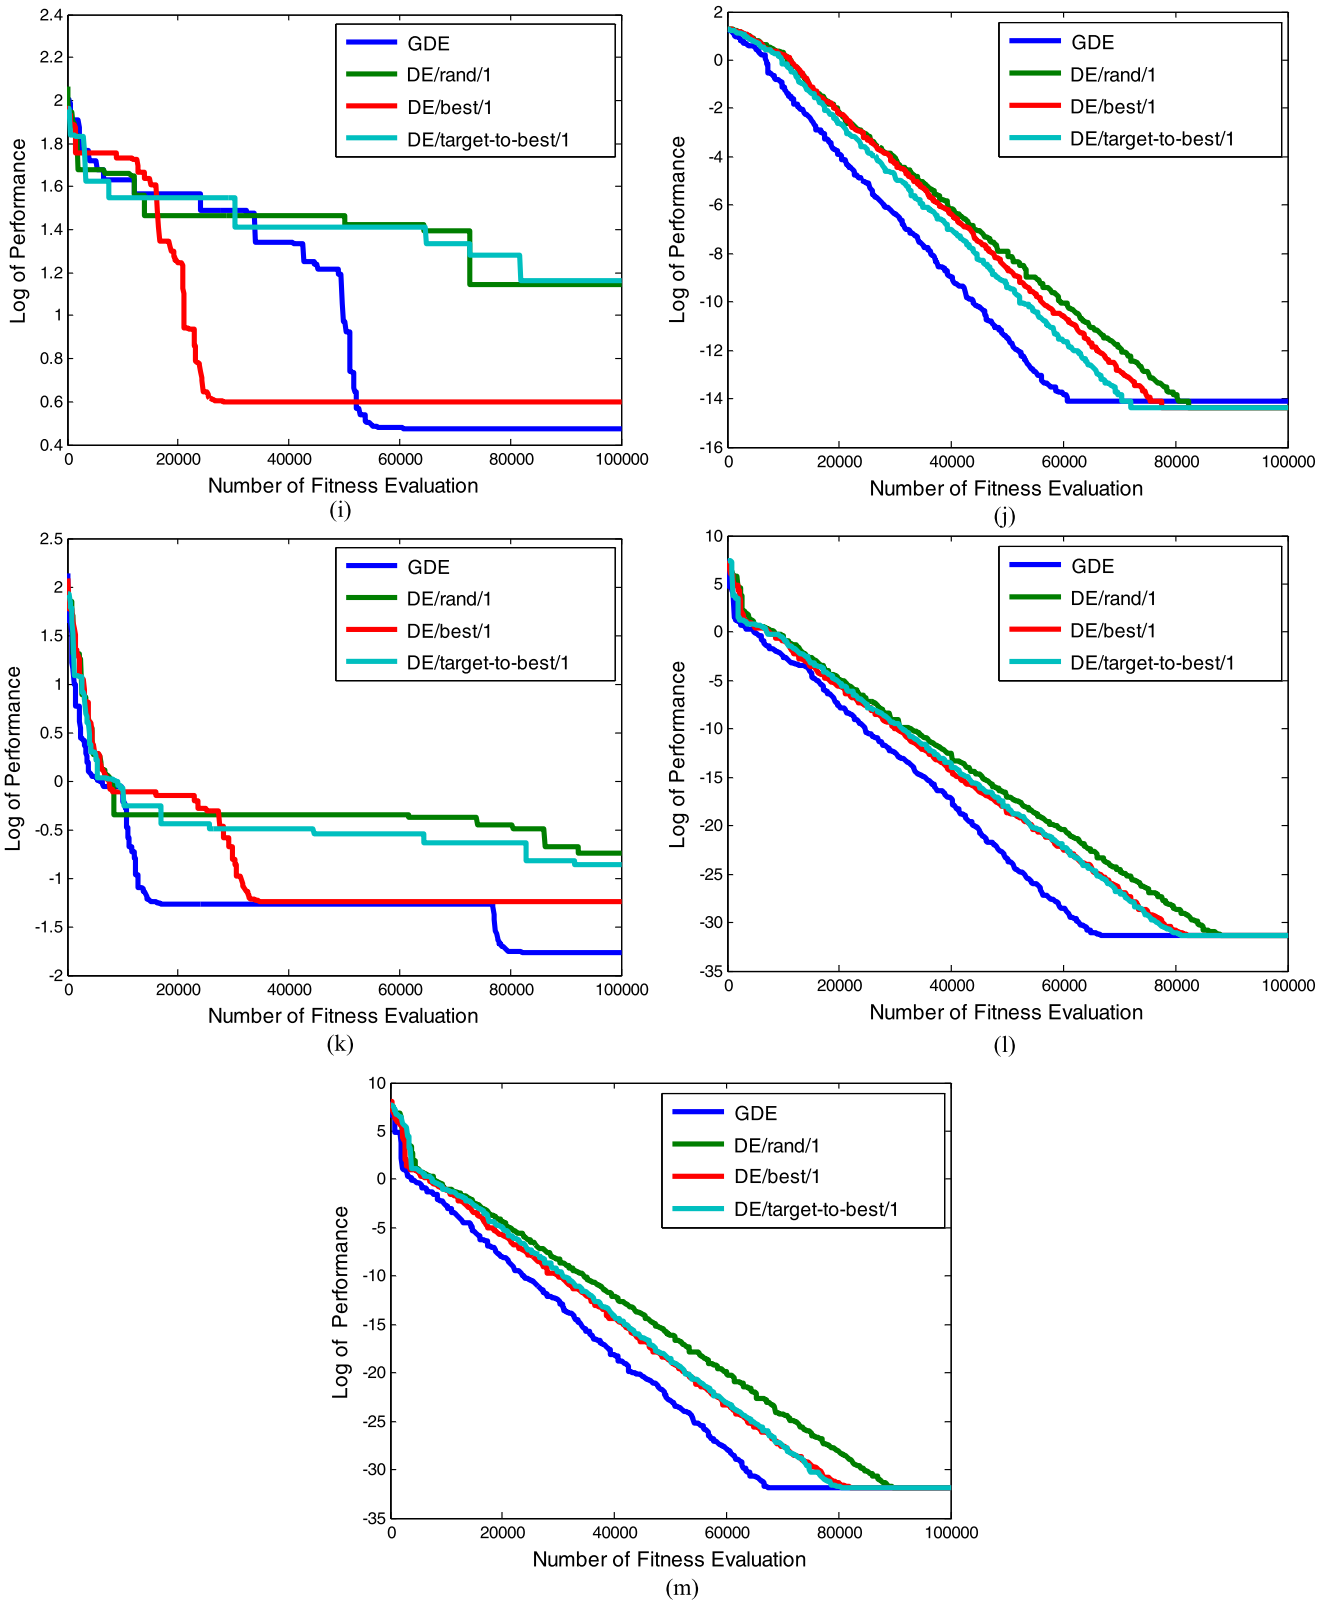 2.4
2.2
2
1.8
1.6
1.4
1.2
1
0.8
0.6
0.4
Log of Performance
GDE
DE/rand/1
DE/best/1
DE/target-to-best/1
0 20000 40000 60000 80000 100000
Number of Fitness Evaluation
(i)
2
0
-2
-4
-6
-8
-10
-12
-14
-16
Log of Performance
GDE
DE/rand/1
DE/best/1
DE/target-to-best/1
0 20000 40000 60000 80000 100000
Number of Fitness Evaluation
(j)
2.5
2
1.5
1
0.5
0
-0.5
-1
-1.5
-2
Log of Performance
GDE
DE/rand/1
DE/best/1
DE/target-to-best/1
0 20000 40000 60000 80000 100000
Number of Fitness Evaluation
(k)
10
5
0
-5
-10
-15
-20
-25
-30
-35
Log of Performance
GDE
DE/rand/1
DE/best/1
DE/target-to-best/1
0 20000 40000 60000 80000 100000
Number of Fitness Evaluation
(l)
10
5
0
-5
-10
-15
-20
-25
-30
-35
Log of Performance
GDE
DE/rand/1
DE/best/1
DE/target-to-best/1
0 20000 40000 60000 80000 100000
Number of Fitness Evaluation
(m)